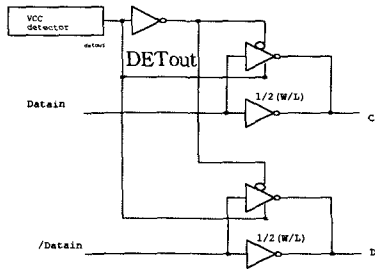 VCC
detector
DETout
Datain
1/2(W/L)
C
1/2(W/L)
/Datain
D